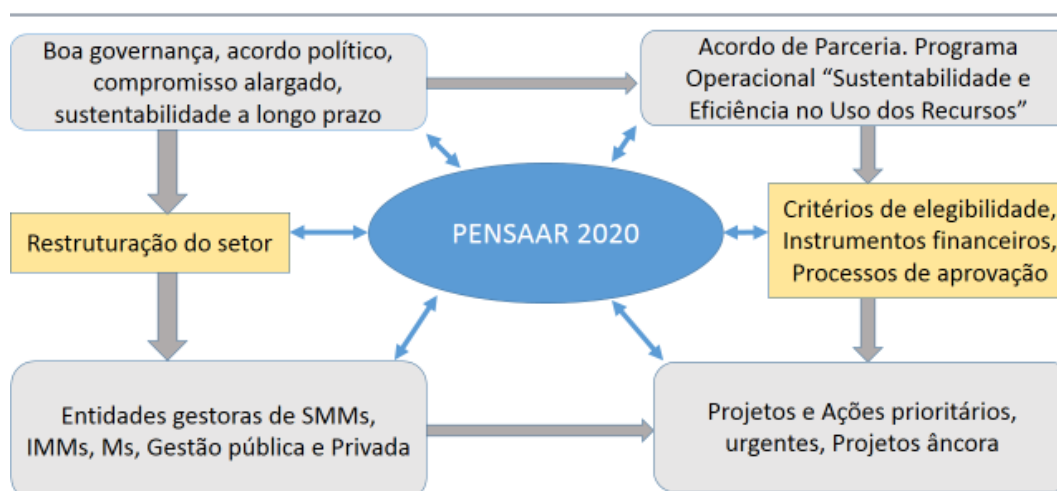 Boa governança, acordo político,
compromisso alargado,
sustentabilidade a longo prazo
Acordo de Parceria. Programa
Operacional “Sustentabilidade e
Eficiência no Uso dos Recursos”
Restruturação do setor
PENSAAR 2020
Critérios de elegibilidade,
Instrumentos financeiros,
Processos de aprovação
Entidades gestoras de SMMs,
IMMs, Ms, Gestão pública e Privada
Projetos e Ações prioritários,
urgentes, Projetos âncora